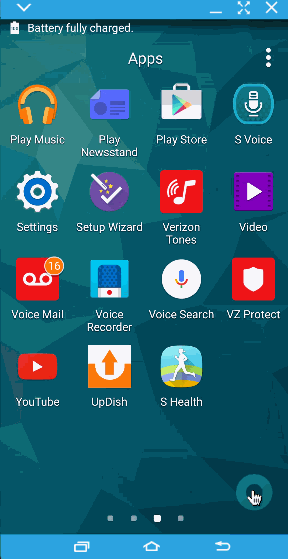 Battery fully charged.
Apps
Play Music
Play
Newsstand
Play Store
S Voice
Settings
Setup Wizard
Verizon
Tones
Video
16
Voice Mail
Voice
Recorder
Voice Search
VZ Protect
YouTube
UpDish
S Health